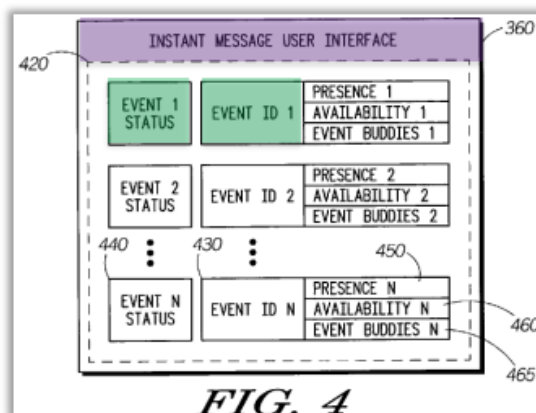 INSTANT MESSAGE USER INTERFACE
360
420
EVENT 1
STATUS
EVENT ID 1
PRESENCE 1
AVAILABILITY 1
EVENT BUDDIES 1
EVENT 2
STATUS
EVENT ID 2
PRESENCE 2
AVAILABILITY 2
EVENT BUDDIES 2
440
430
450
EVENT N
STATUS
EVENT ID N
PRESENCE N
AVAILABILITY N
EVENT BUDDIES N
460
465
FIG. 4